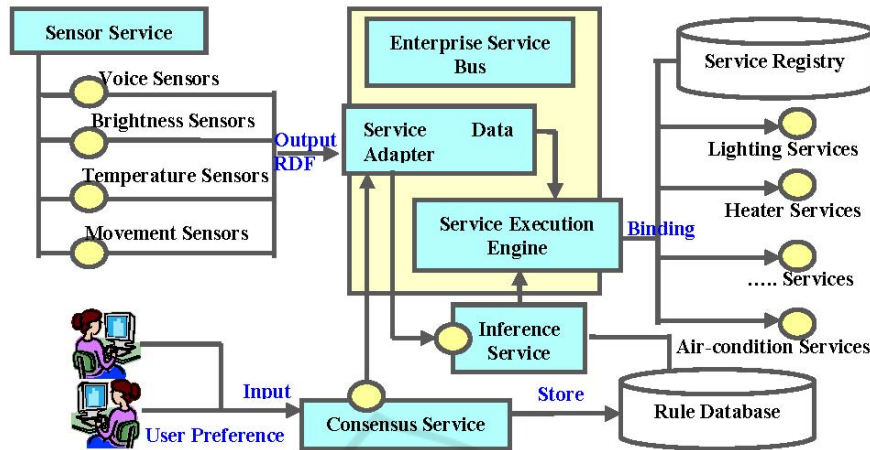 Sensor Service
Voice Sensors
Brightness Sensors
Temperature Sensors
Movement Sensors
Output
RDF
Enterprise Service
Bus
Service Data
Adapter
Service Execution
Engine
Binding
Service Registry
Lighting Services
Heater Services
..... Services
Air-condition Services
Inference
Service
Input
User Preference
Consensus Service
Store
Rule Database